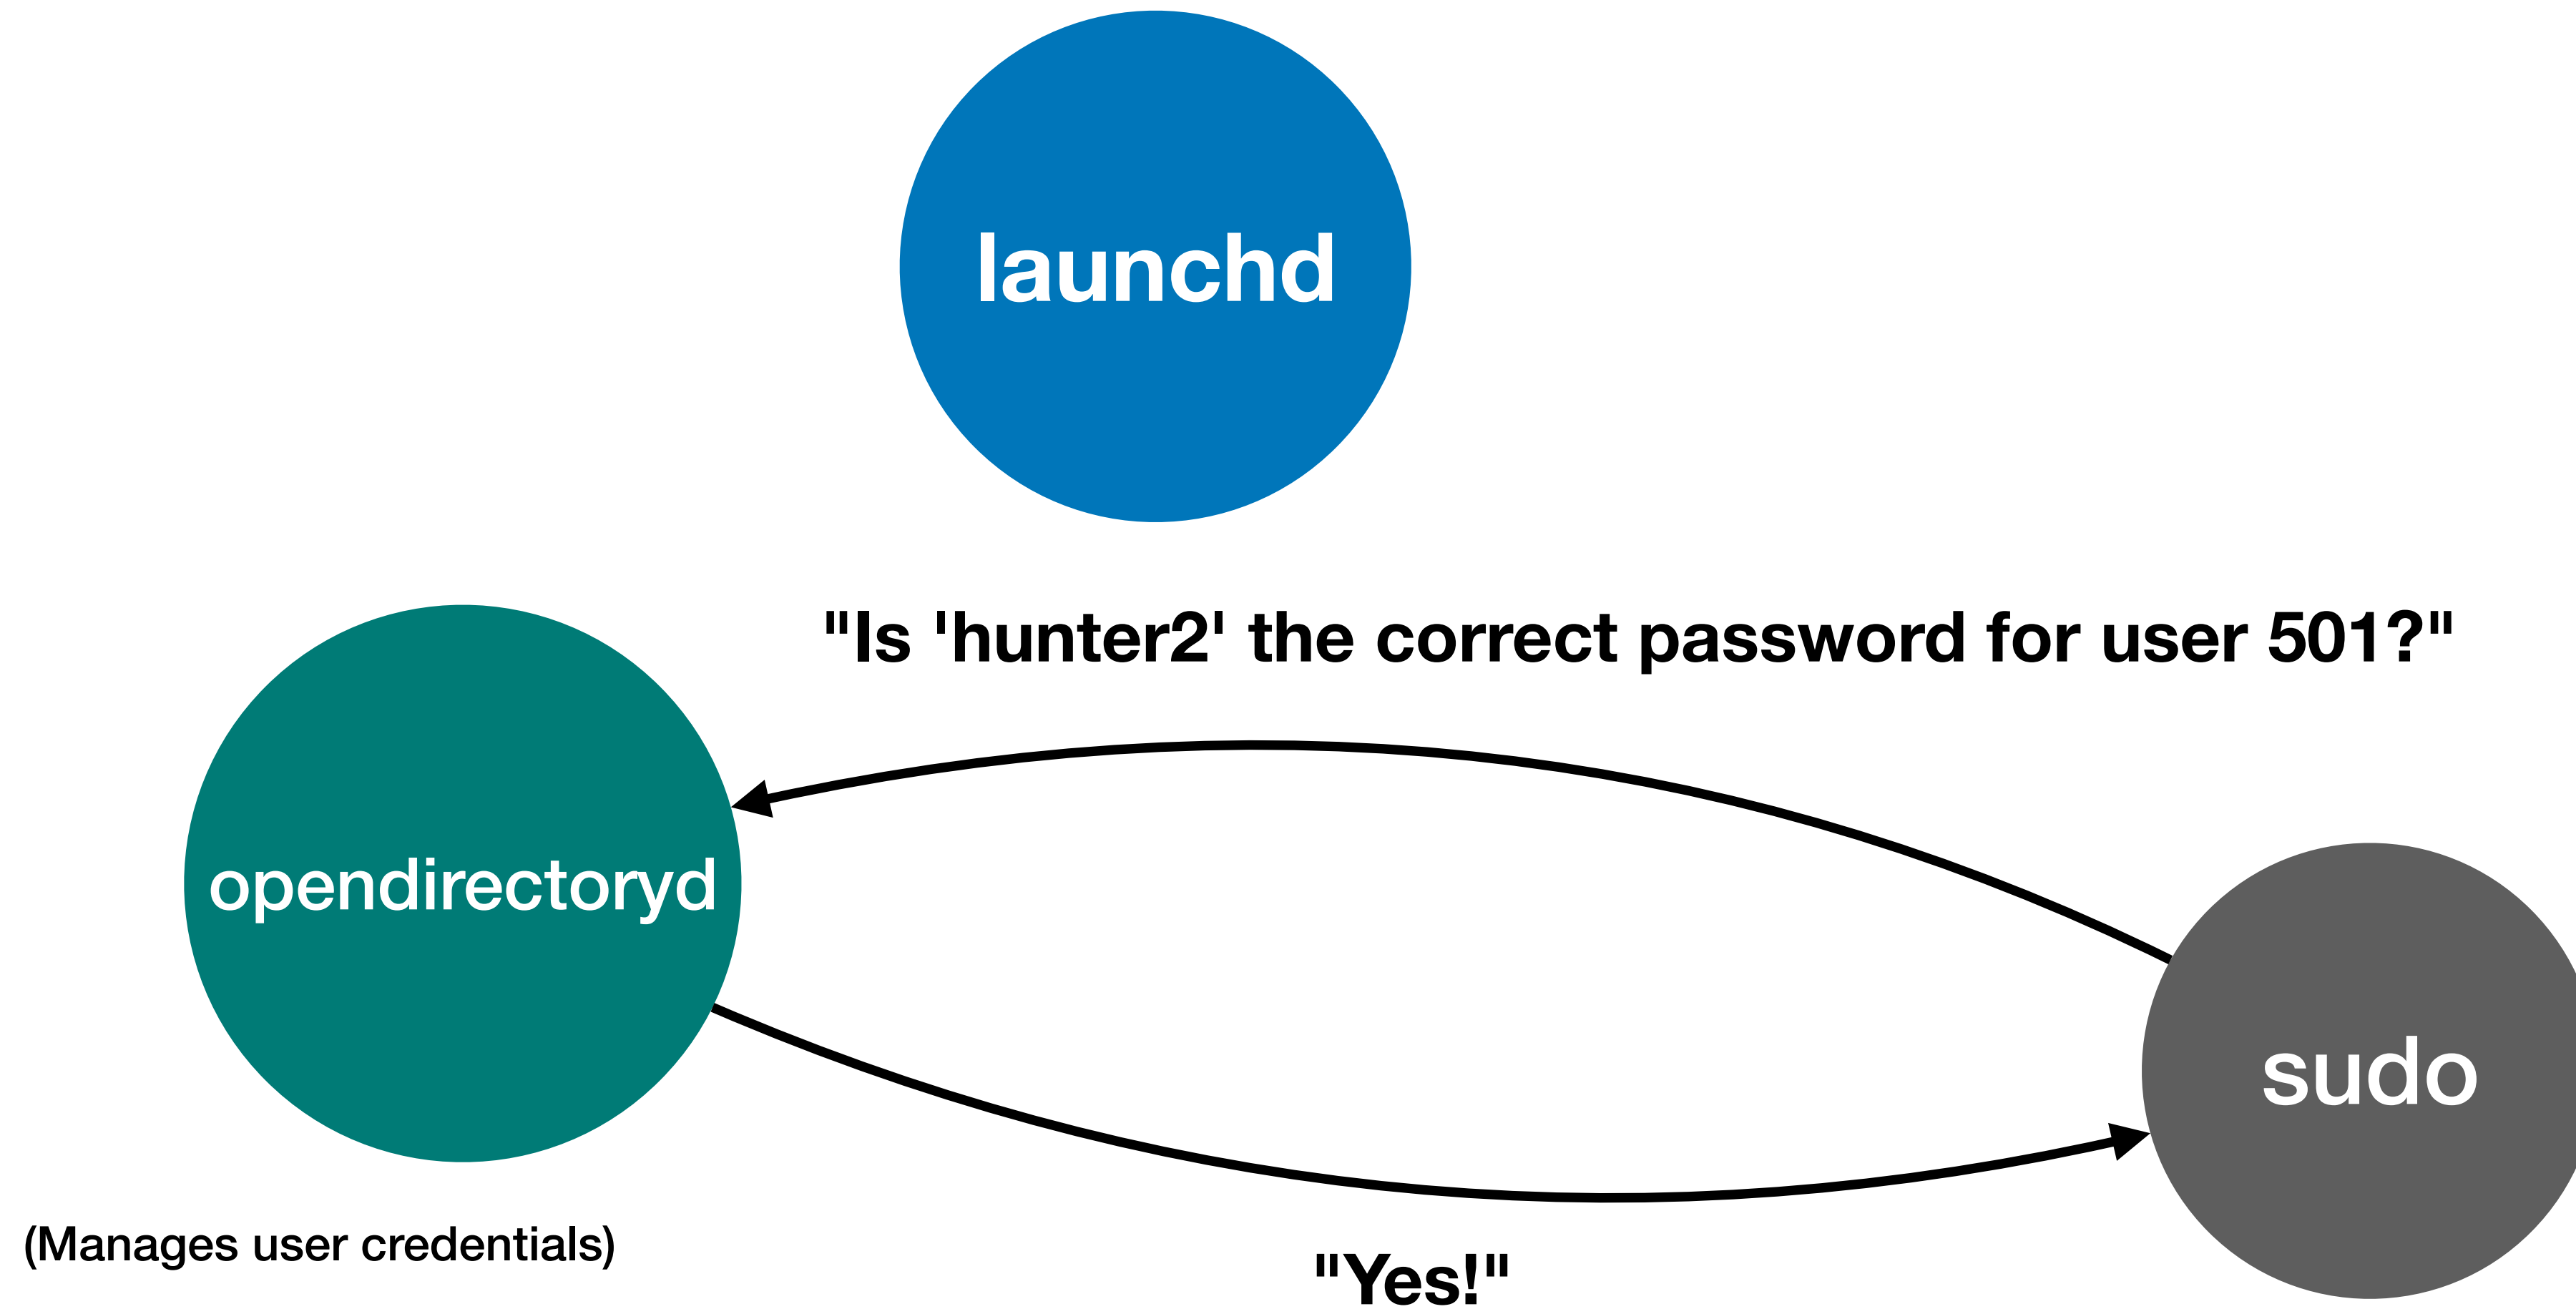 launchd
"Is 'hunter2' the correct password for user 501?"
opendirectoryd
sudo
(Manages user credentials)
"Yes!"